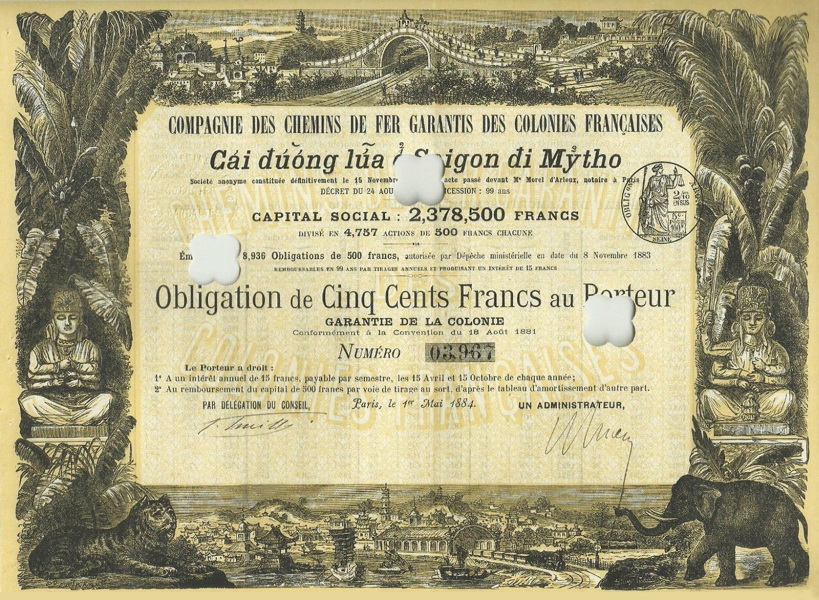 COMPAGNIE DES CHEMINS DE FER GARANTIS DES COLONIES FRANÇAISES
Cái đuờng lũa Saigon đi Mỹtho
Société anonyme constituée définitivement le 15 Novembre acte passé devant Me Morel d'Arleux, notaire à Paris
DÉCRET DU 24 CONCESSION : 99 ans
CAPITAL SOCIAL : 2,378,500 FRANCS
DIVISÉ EN 4,757 ACTIONS DE 500 FRANCS CHACUNE
8,936 Obligations de 500 francs, autorisée par Dépêche ministérielle en date du 8 Novembre 1883
REMBOURSABLES EN 99 ANS PAR TIRAGES ANNUELS ET PRODUISANT UN INTÉRÊT DE 15 FRANCS
Obligation de Cinq Cents Francs au Porteur
GARANTIE DE LA COLONIE
Conformément à la Convention du 18 Août 1881
NUMÉRO 03.967
Le Porteur a droit :
1° A un intérêt annuel de 15 francs, payable par semestre, les 15 Avril et 15 Octobre de chaque année;
2° Au remboursement du capital de 500 francs par voie de tirage au sort, d'après le tableau d'amortissement d'autre part.
PAR DÉLÉGATION DU CONSEIL, Paris, le 1er Mai 1884. UN ADMINISTRATEUR,
SEINE